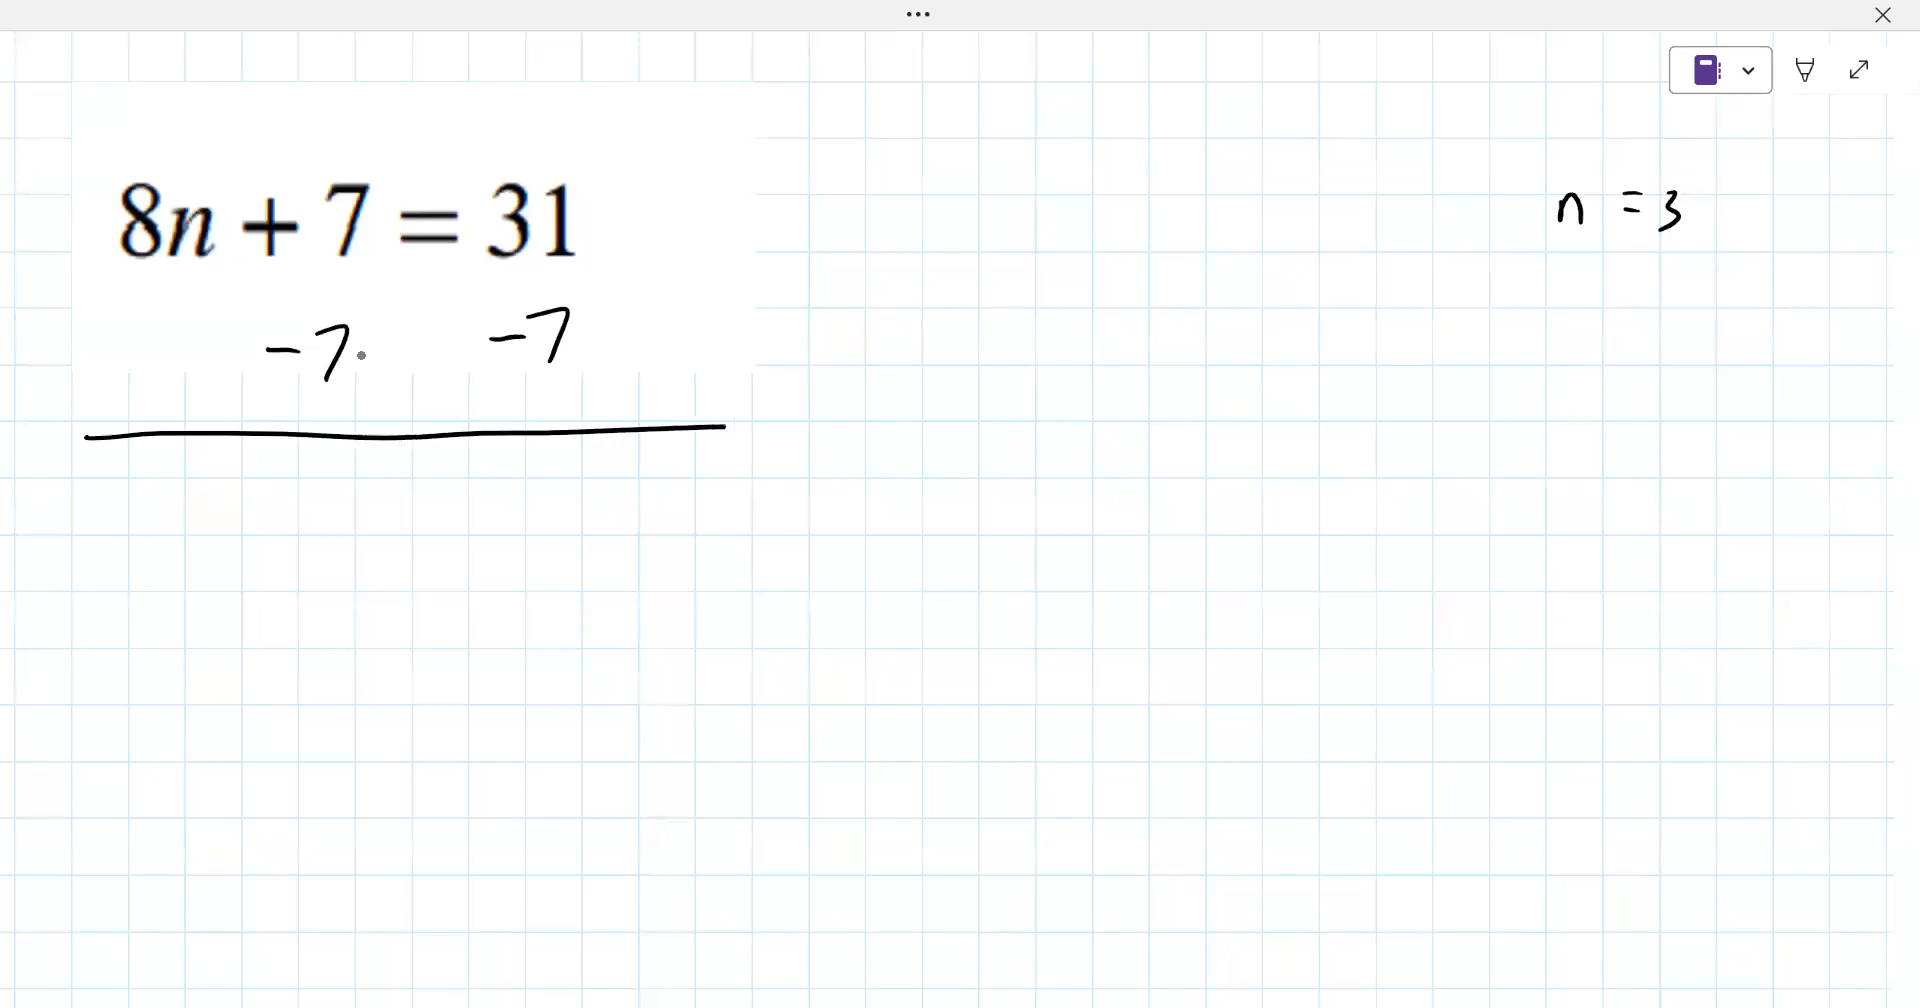 8n + 7 = 31
n = 3
-7 -7